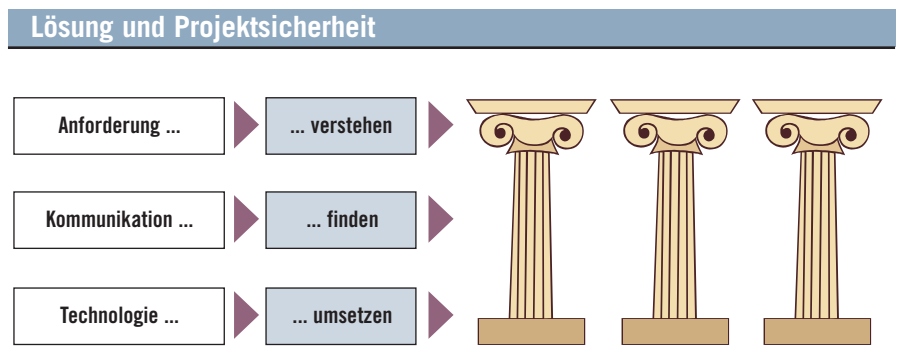 Lösung und Projektsicherheit
Anforderung ... ... verstehen
Kommunikation ... ... finden
Technologie ... ... umsetzen